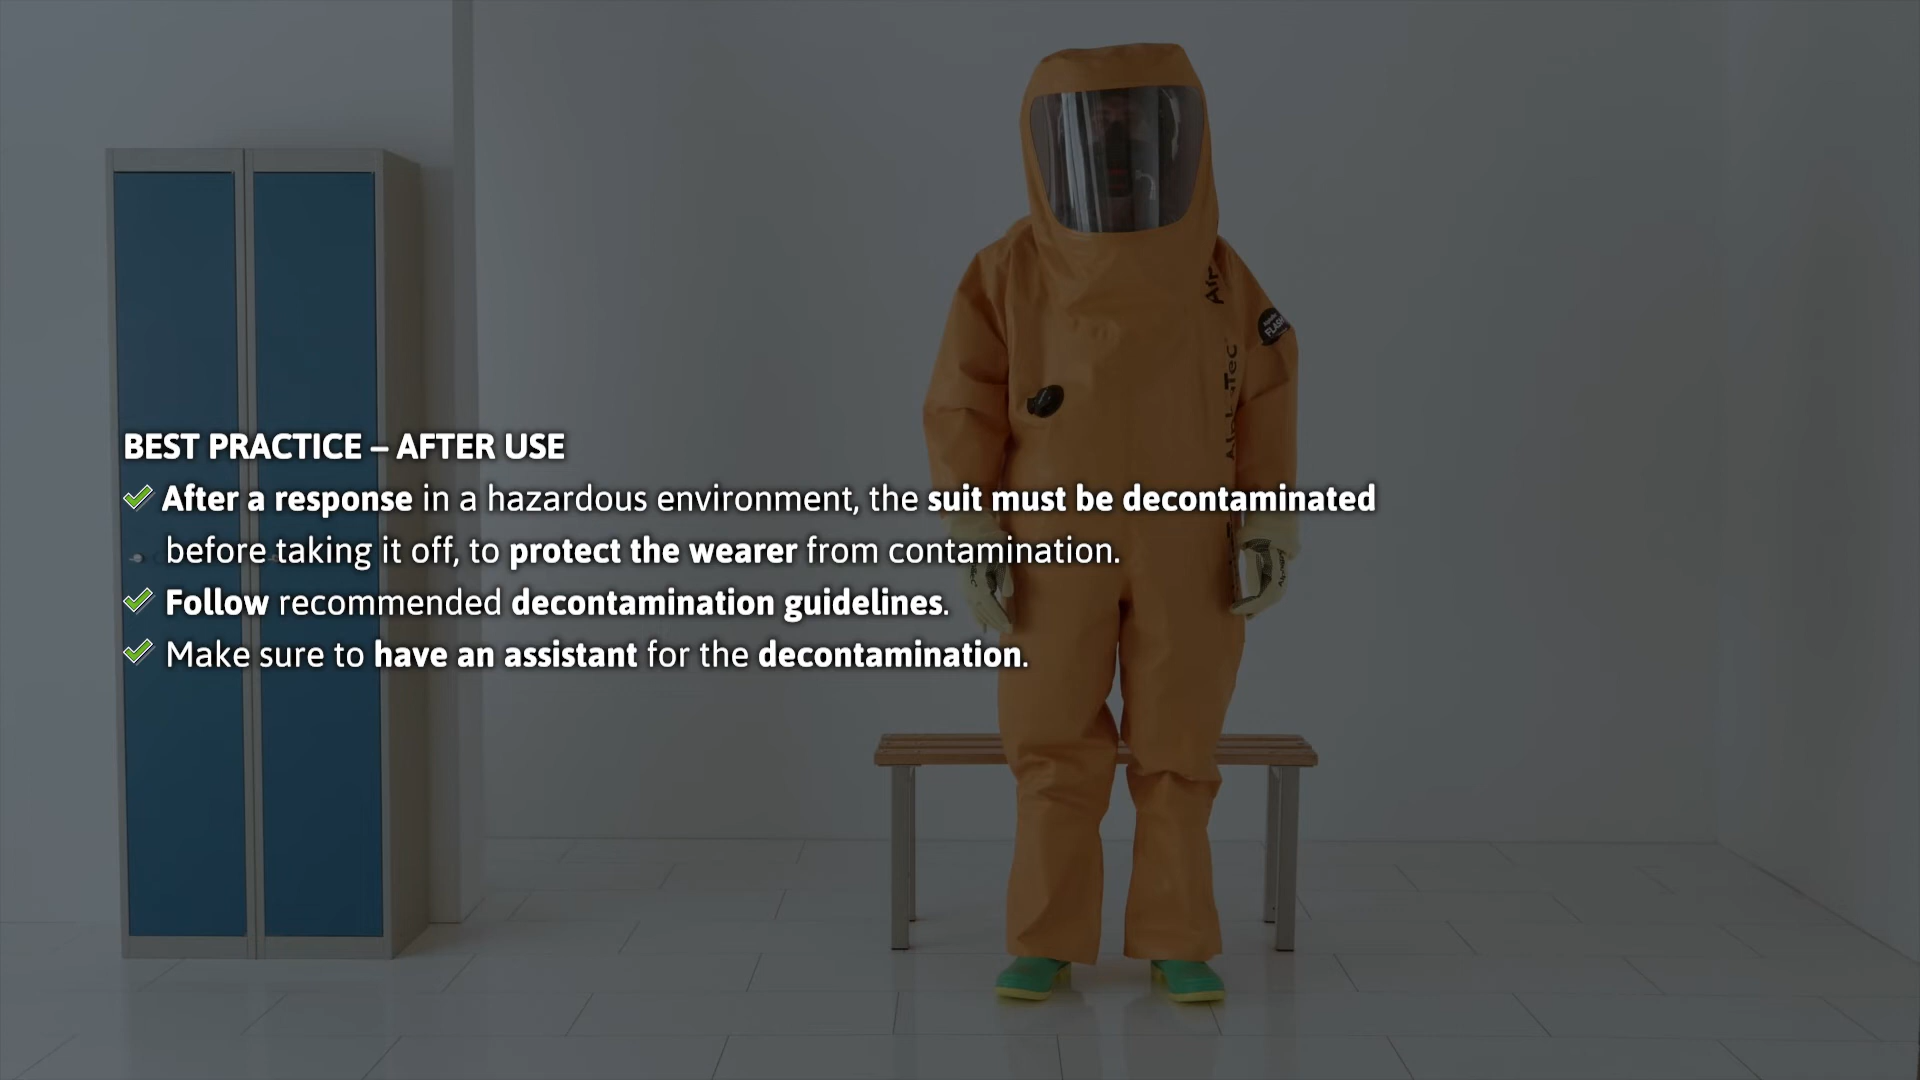 BEST PRACTICE – AFTER USE
After a response in a hazardous environment, the suit must be decontaminated
before taking it off, to protect the wearer from contamination.
Follow recommended decontamination guidelines.
Make sure to have an assistant for the decontamination.
FLASH